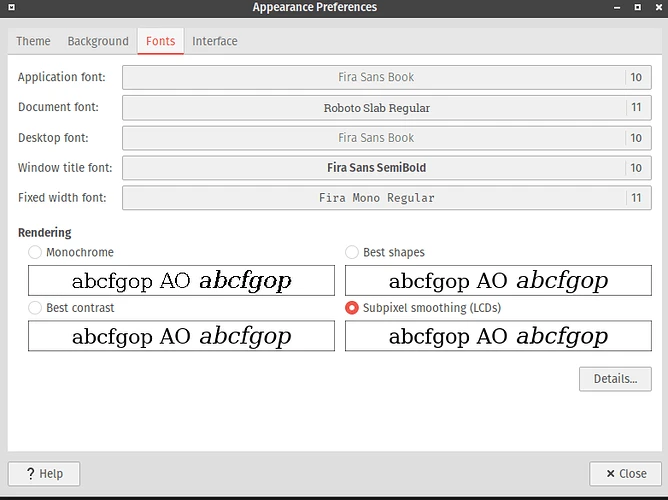 Appearance Preferences
Theme Background Fonts Interface
Application font: Fira Sans Book 10
Document font: Roboto Slab Regular 11
Desktop font: Fira Sans Book 10
Window title font: Fira Sans SemiBold 10
Fixed width font: Fira Mono Regular 11
Rendering
Monochrome Best shapes
abcfgop AO abcfgop abcfgop AO abcfgop
Best contrast Subpixel smoothing (LCDs)
abcfgop AO abcfgop abcfgop AO abcfgop
Details...
? Help × Close